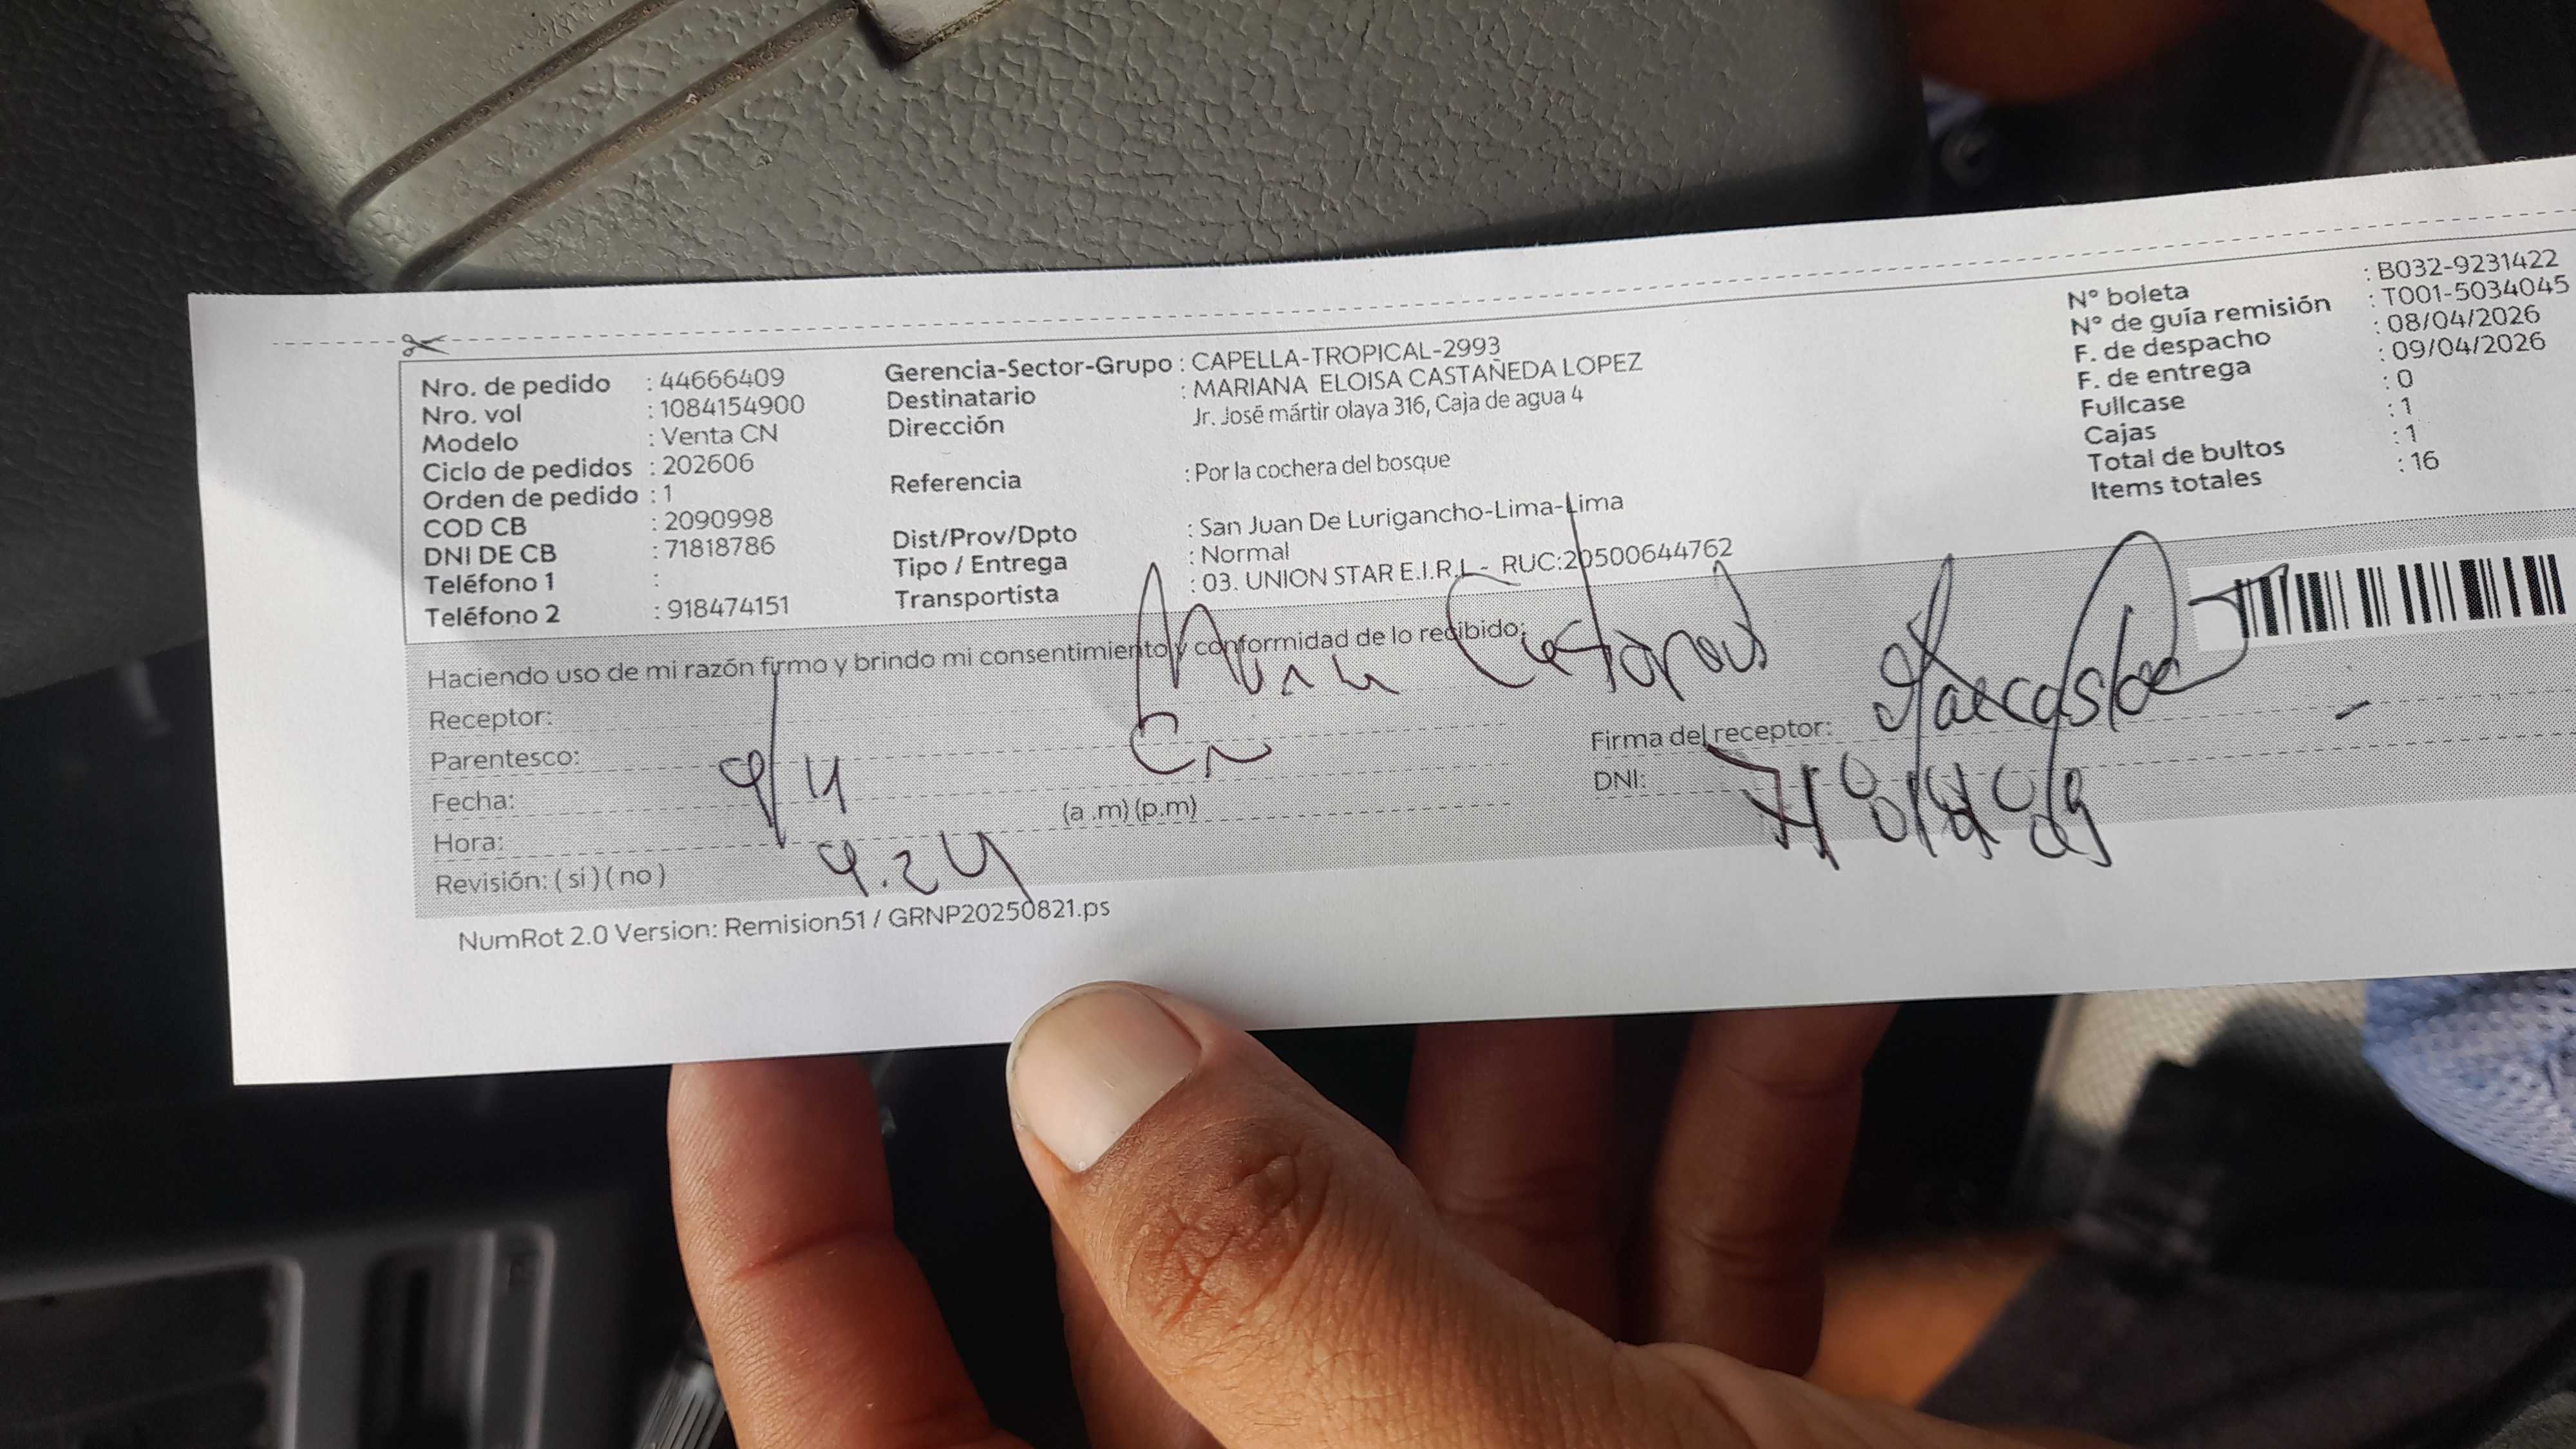 Nro. de pedido : 44666409
Nro. vol : 1084154900
Modelo : Venta CN
Ciclo de pedidos : 202606
Orden de pedido : 1
COD CB : 2090998
DNI DE CB : 71818786
Teléfono 1 :
Teléfono 2 : 918474151
Gerencia-Sector-Grupo : CAPELLA-TROPICAL-2993
Destinatario : MARIANA ELOISA CASTAÑEDA LOPEZ
Dirección Jr. José mártir olaya 316, Caja de agua 4
Referencia : Por la cochera del bosque
Dist/Prov/Dpto : San Juan De Lurigancho-Lima-Lima
Tipo / Entrega : Normal
Transportista : 03. UNION STAR E.I.R.L - RUC:20500644762
N° boleta : B032-9231422
N° de guía remisión : T001-5034045
F. de despacho : 08/04/2026
F. de entrega : 09/04/2026
Fullcase : 0
Cajas : 1
Total de bultos : 1
Items totales : 16
Haciendo uso de mi razón firmo y brindo mi consentimiento y conformidad de lo recibido:
Receptor:
Parentesco: CN
Fecha: 9/4
Hora: 4.24 (a .m) (p.m)
Revisión: ( si ) ( no )
Firma del receptor:
DNI:
NumRot 2.0 Version: Remision51 / GRNP20250821.ps